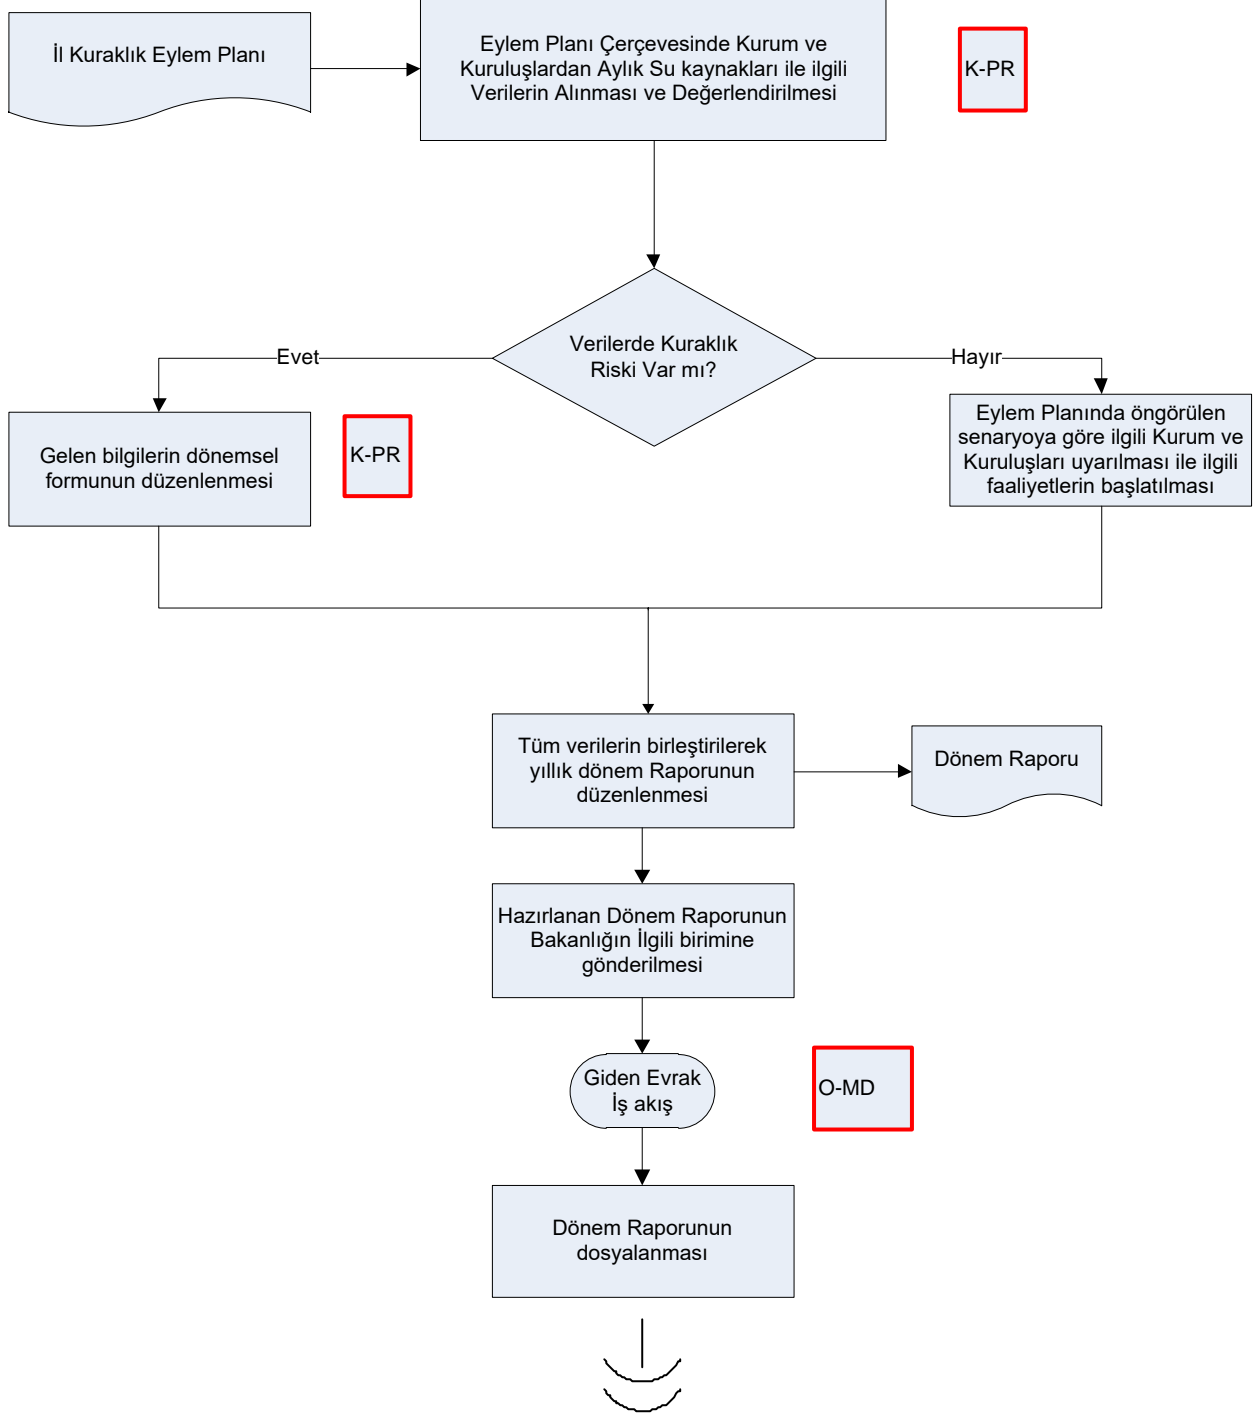 İl Kuraklık Eylem Planı
Eylem Planı Çerçevesinde Kurum ve
Kuruluşlardan Aylık Su kaynakları ile ilgili
Verilerin Alınması ve Değerlendirilmesi
K-PR
Verilerde Kuraklık
Riski Var mı?
Evet
Hayır
Gelen bilgilerin dönemsel
formunun düzenlenmesi
K-PR
Eylem Planında öngörülen
senaryoya göre ilgili Kurum ve
Kuruluşları uyarılması ile ilgili
faaliyetlerin başlatılması
Tüm verilerin birleştirilerek
yıllık dönem Raporunun
düzenlenmesi
Dönem Raporu
Hazırlanan Dönem Raporunun
Bakanlığın İlgili birimine
gönderilmesi
Giden Evrak
İş akış
O-MD
Dönem Raporunun
dosyalanması